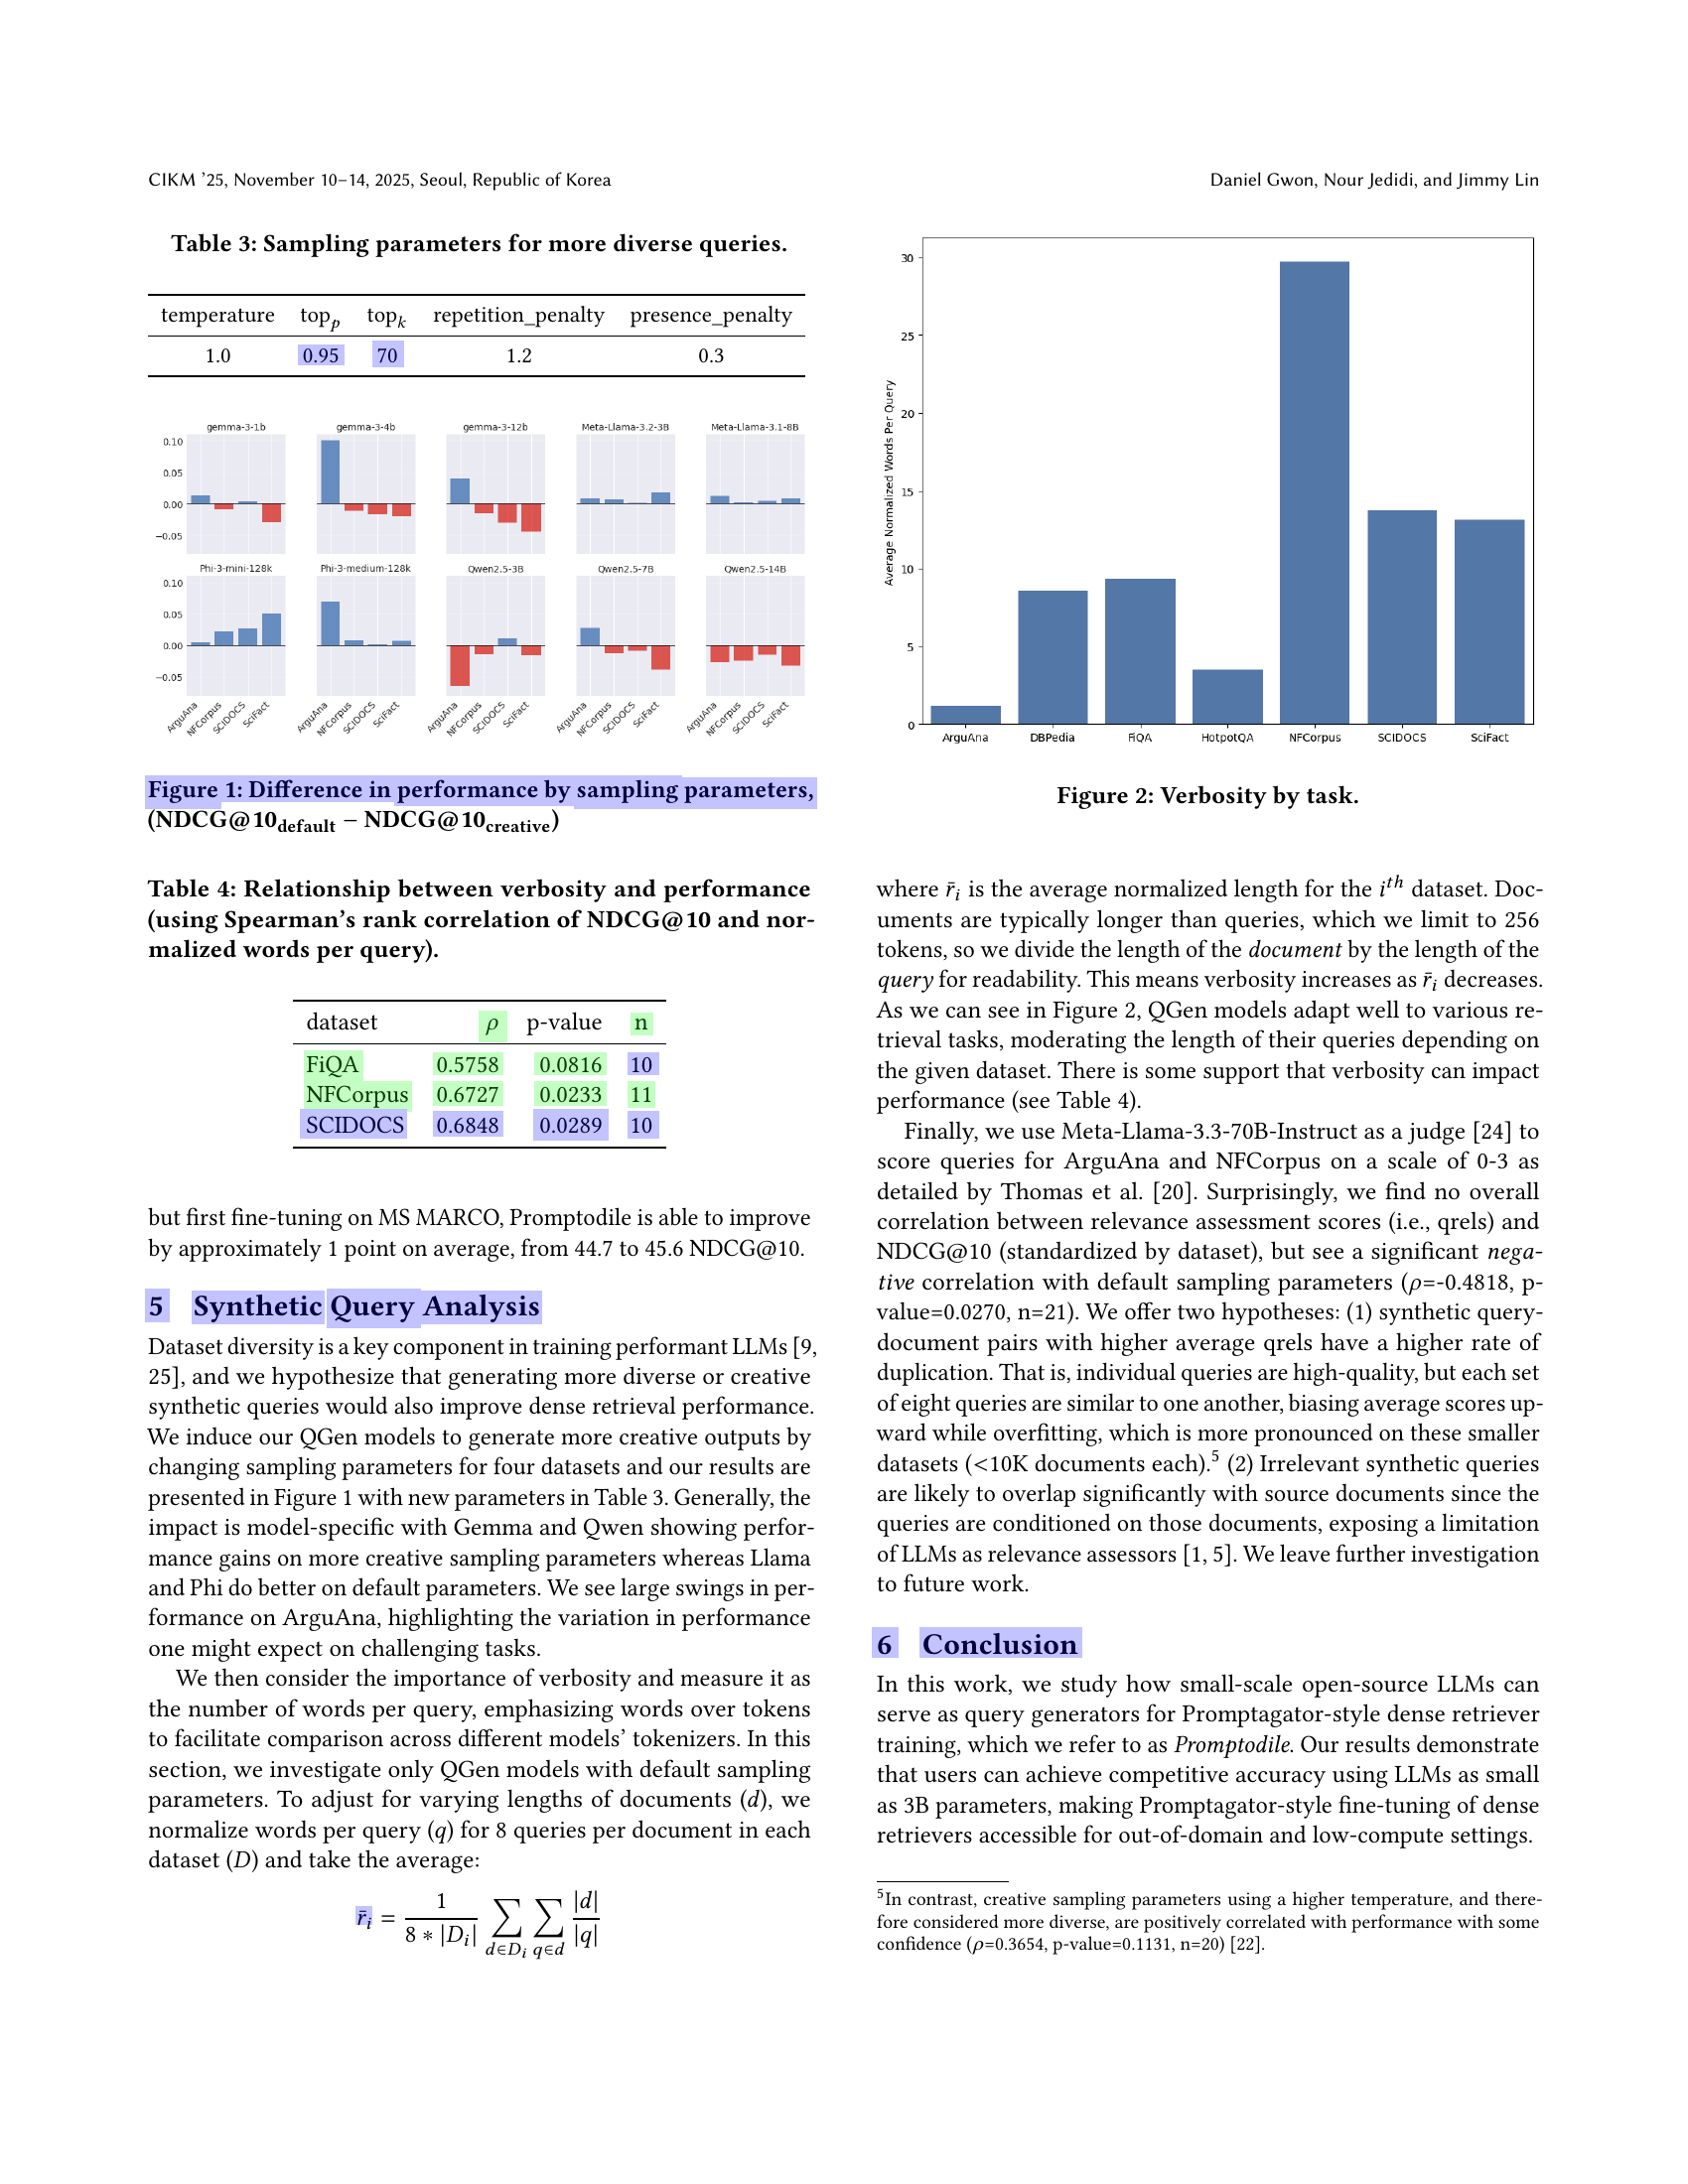 CIKM ’25, November 10–14, 2025, Seoul, Republic of Korea
Daniel Gwon, Nour Jedidi, and Jimmy Lin
Table 3: Sampling parameters for more diverse queries.
temperature top_p top_k repetition_penalty presence_penalty
1.0 0.95 70 1.2 0.3
gemma-3-1b gemma-3-4b gemma-3-12b Meta-Llama-3.2-3B Meta-Llama-3.1-8B
0.10
0.05
0.00
−0.05
Phi-3-mini-128k Phi-3-medium-128k Qwen2.5-3B Qwen2.5-7B Qwen2.5-14B
0.10
0.05
0.00
−0.05
ArguAna NFCorpus SCIDOCS SciFact ArguAna NFCorpus SCIDOCS SciFact ArguAna NFCorpus SCIDOCS SciFact ArguAna NFCorpus SCIDOCS SciFact ArguAna NFCorpus SCIDOCS SciFact
Figure 1: Difference in performance by sampling parameters,
(NDCG@10default − NDCG@10creative)
Table 4: Relationship between verbosity and performance
(using Spearman’s rank correlation of NDCG@10 and nor-
malized words per query).
dataset ρ p-value n
FiQA 0.5758 0.0816 10
NFCorpus 0.6727 0.0233 11
SCIDOCS 0.6848 0.0289 10
but first fine-tuning on MS MARCO, Promptodile is able to improve
by approximately 1 point on average, from 44.7 to 45.6 NDCG@10.
5 Synthetic Query Analysis
Dataset diversity is a key component in training performant LLMs [9,
25], and we hypothesize that generating more diverse or creative
synthetic queries would also improve dense retrieval performance.
We induce our QGen models to generate more creative outputs by
changing sampling parameters for four datasets and our results are
presented in Figure 1 with new parameters in Table 3. Generally, the
impact is model-specific with Gemma and Qwen showing perfor-
mance gains on more creative sampling parameters whereas Llama
and Phi do better on default parameters. We see large swings in per-
formance on ArguAna, highlighting the variation in performance
one might expect on challenging tasks.
We then consider the importance of verbosity and measure it as
the number of words per query, emphasizing words over tokens
to facilitate comparison across different models’ tokenizers. In this
section, we investigate only QGen models with default sampling
parameters. To adjust for varying lengths of documents (d), we
normalize words per query (q) for 8 queries per document in each
dataset (D) and take the average:
r̄_i = 1 / (8 ∗ |D_i|) ∑_{d∈D_i} ∑_{q∈d} |d| / |q|
Average Normalized Words Per Query
30
25
20
15
10
5
0
ArguAna DBPedia FiQA HotpotQA NFCorpus SCIDOCS SciFact
Figure 2: Verbosity by task.
where r̄_i is the average normalized length for the i^th dataset. Doc-
uments are typically longer than queries, which we limit to 256
tokens, so we divide the length of the document by the length of the
query for readability. This means verbosity increases as r̄_i decreases.
As we can see in Figure 2, QGen models adapt well to various re-
trieval tasks, moderating the length of their queries depending on
the given dataset. There is some support that verbosity can impact
performance (see Table 4).
Finally, we use Meta-Llama-3.3-70B-Instruct as a judge [24] to
score queries for ArguAna and NFCorpus on a scale of 0-3 as
detailed by Thomas et al. [20]. Surprisingly, we find no overall
correlation between relevance assessment scores (i.e., qrels) and
NDCG@10 (standardized by dataset), but see a significant nega-
tive correlation with default sampling parameters (ρ=-0.4818, p-
value=0.0270, n=21). We offer two hypotheses: (1) synthetic query-
document pairs with higher average qrels have a higher rate of
duplication. That is, individual queries are high-quality, but each set
of eight queries are similar to one another, biasing average scores up-
ward while overfitting, which is more pronounced on these smaller
datasets (<10K documents each).⁵ (2) Irrelevant synthetic queries
are likely to overlap significantly with source documents since the
queries are conditioned on those documents, exposing a limitation
of LLMs as relevance assessors [1, 5]. We leave further investigation
to future work.
6 Conclusion
In this work, we study how small-scale open-source LLMs can
serve as query generators for Promptagator-style dense retriever
training, which we refer to as Promptodile. Our results demonstrate
that users can achieve competitive accuracy using LLMs as small
as 3B parameters, making Promptagator-style fine-tuning of dense
retrievers accessible for out-of-domain and low-compute settings.
⁵In contrast, creative sampling parameters using a higher temperature, and there-
fore considered more diverse, are positively correlated with performance with some
confidence (ρ=0.3654, p-value=0.1131, n=20) [22].